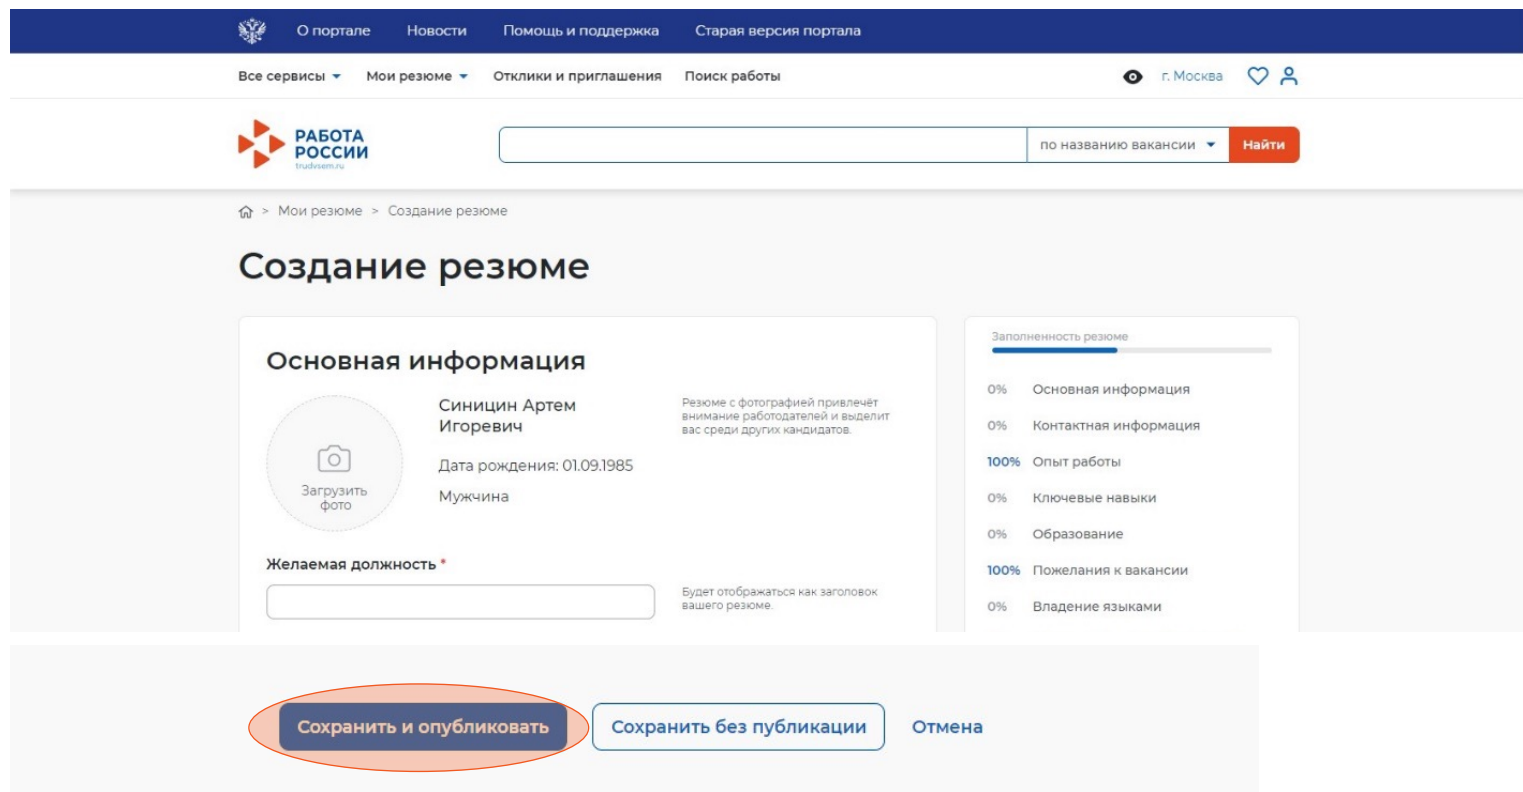 О портале Новости Помощь и поддержка Старая версия портала
Все сервисы Мои резюме Отклики и приглашения Поиск работы г. Москва
РАБОТА
РОССИИ
trudvsem.ru
по названию вакансии Найти
> Мои резюме > Создание резюме
Создание резюме
Основная информация
Загрузить
фото
Синицин Артем
Игоревич
Дата рождения: 01.09.1985
Мужчина
Резюме с фотографией привлечёт
внимание работодателей и выделит
вас среди других кандидатов.
Желаемая должность *
Будет отображаться как заголовок
вашего резюме.
Заполненность резюме
0% Основная информация
0% Контактная информация
100% Опыт работы
0% Ключевые навыки
0% Образование
100% Пожелания к вакансии
0% Владение языками
Сохранить и опубликовать Сохранить без публикации Отмена